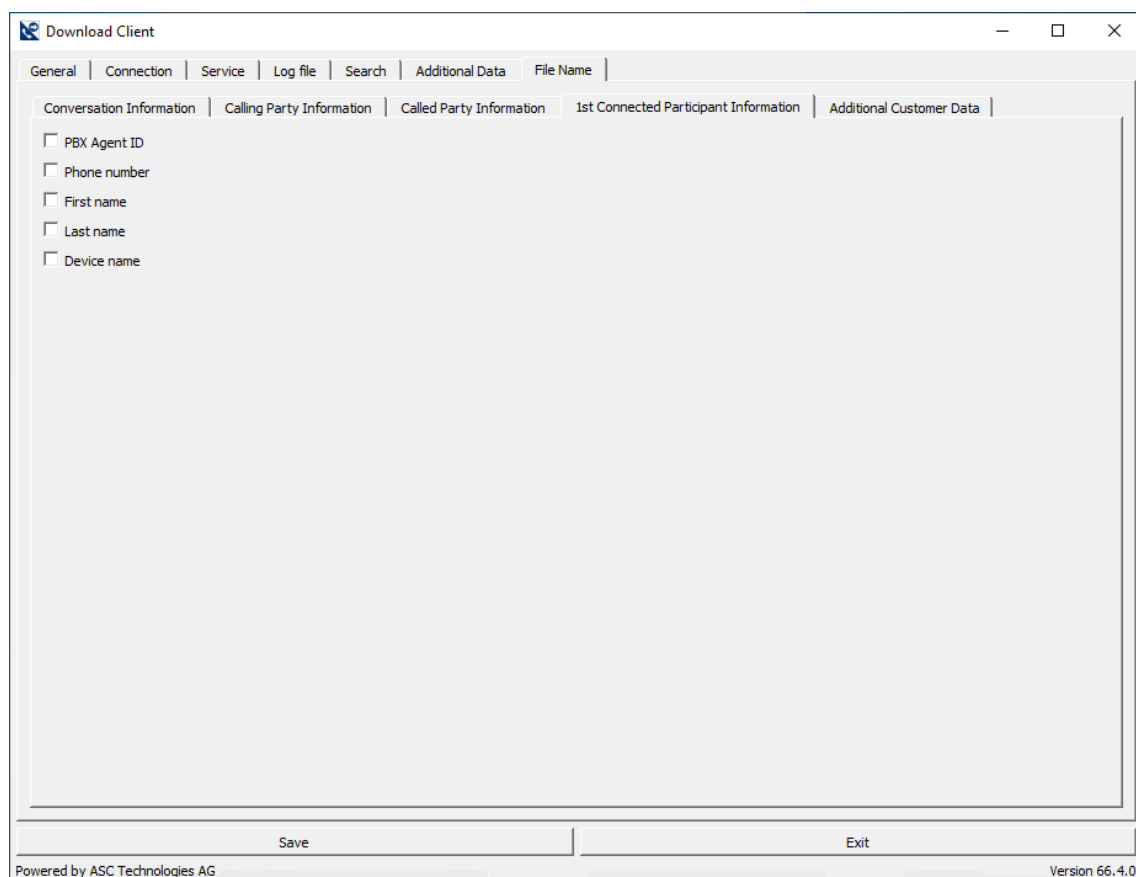 Download Client
General Connection Service Log file Search Additional Data File Name
Conversation Information Calling Party Information Called Party Information 1st Connected Participant Information Additional Customer Data
PBX Agent ID
Phone number
First name
Last name
Device name
Save Exit
Powered by ASC Technologies AG Version 66.4.0